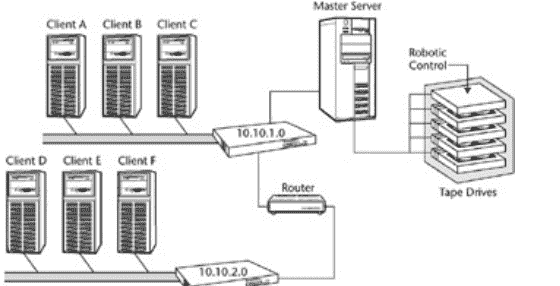 Master Server
Client A
Client B
Client C
Robotic
Control
10.10.1.0
Client D
Client E
Client F
Router
Tape Drives
10.10.2.0